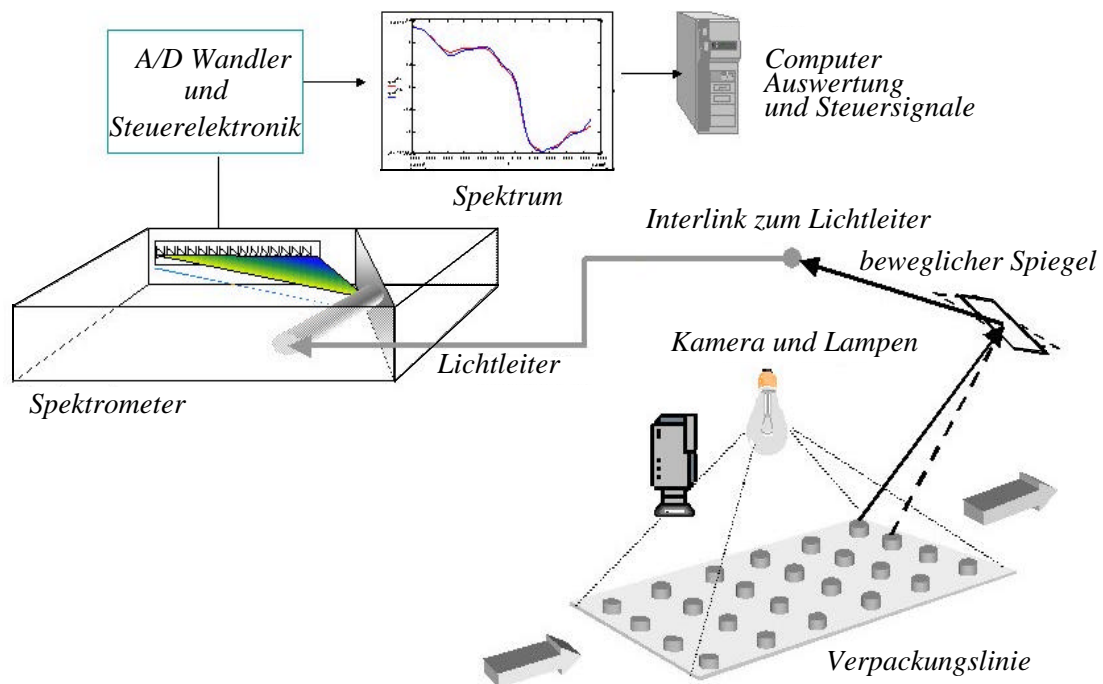 A/D Wandler
und
Steuerelektronik
Computer
Auswertung
und Steuersignale
Spektrum
Interlink zum Lichtleiter
beweglicher Spiegel
Kamera und Lampen
Lichtleiter
Spektrometer
Verpackungslinie